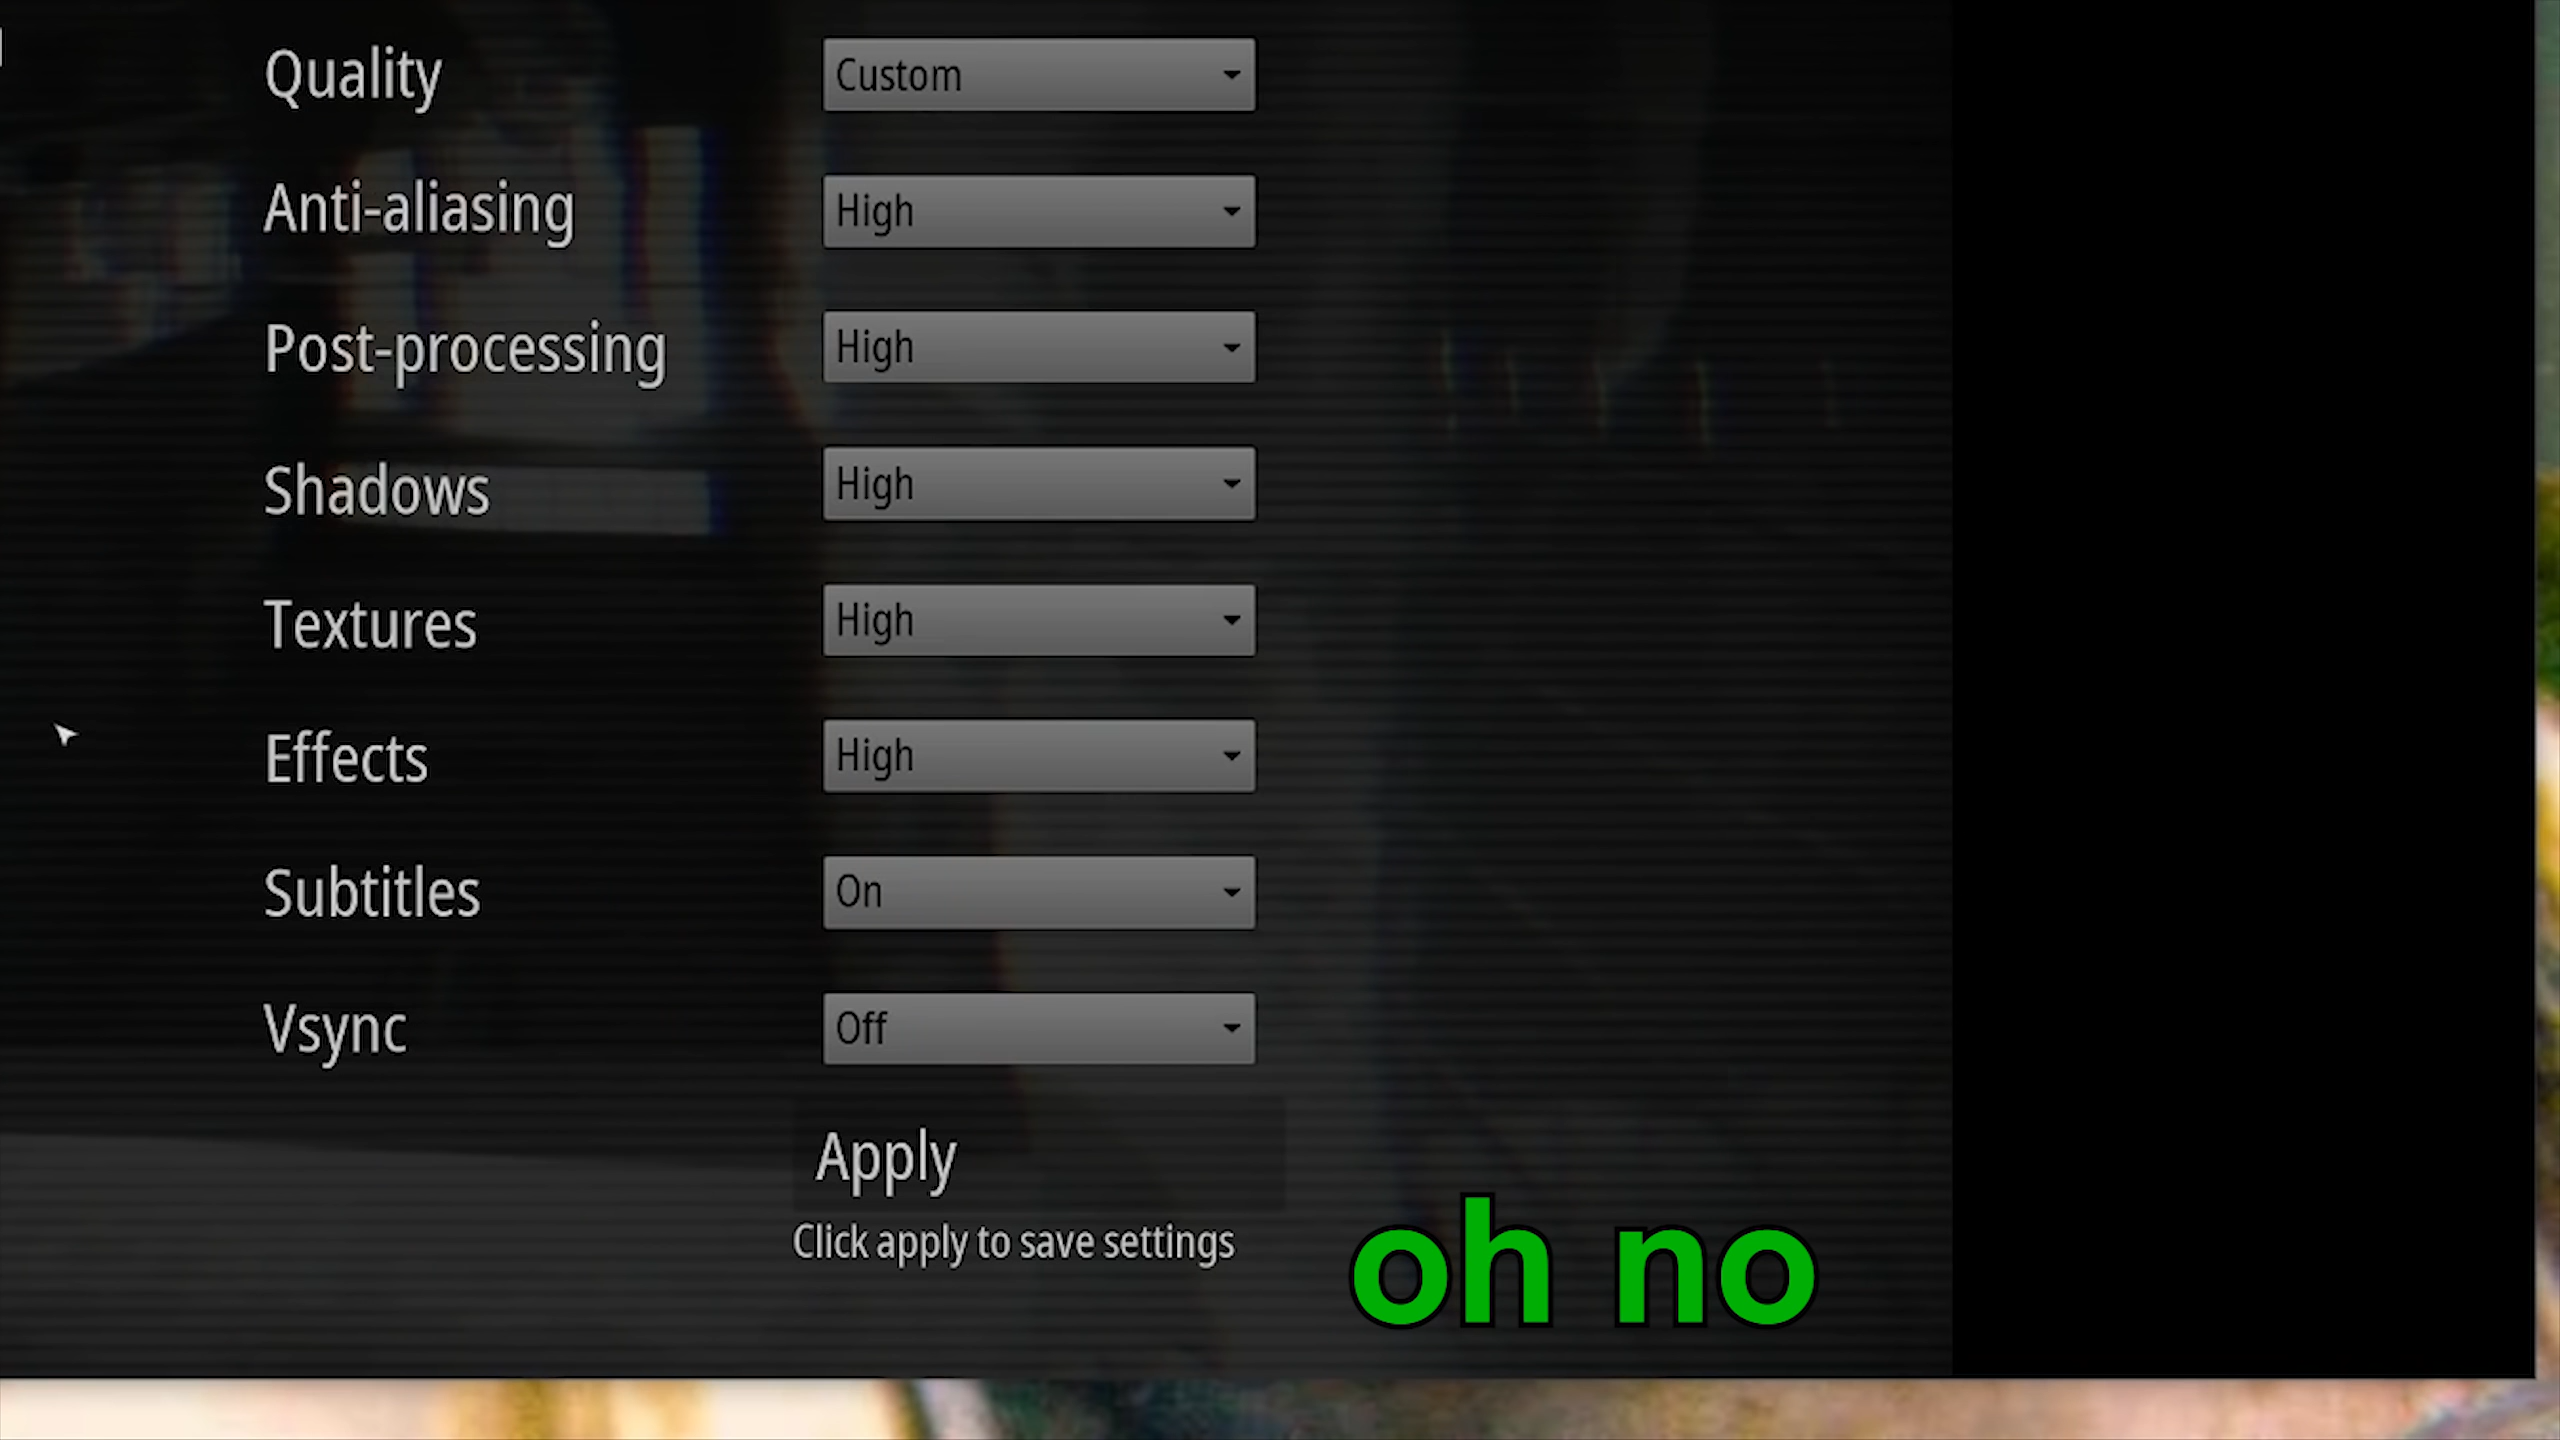 Quality Custom
Anti-aliasing High
Post-processing High
Shadows High
Textures High
Effects High
Subtitles On
Vsync Off
Apply
Click apply to save settings
oh no